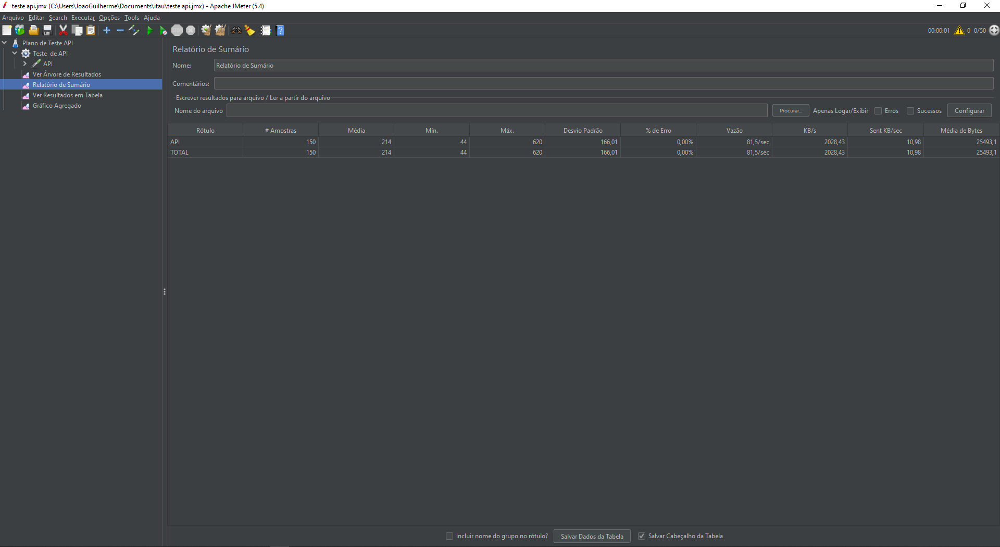 teste api.jmx (C:\Users\JoaoGuilherme\Documents\itau\teste api.jmx) - Apache JMeter (5.4)
Arquivo Editar Search Executar Opções Tools Ajuda
00:00:01 0 0/50
Plano de Teste API
Teste de API
API
Ver Árvore de Resultados
Relatório de Sumário
Ver Resultados em Tabela
Gráfico Agregado
Relatório de Sumário
Nome: Relatório de Sumário
Comentários:
Escrever resultados para arquivo / Ler a partir do arquivo
Nome do arquivo Procurar... Apenas Logar/Exibir Erros Sucessos Configurar
Rótulo # Amostras Média Mín. Máx. Desvio Padrão % de Erro Vazão KB/s Sent KB/sec Média de Bytes
API 150 214 44 620 166,01 0,00% 81,5/sec 2028,43 10,98 25493,1
TOTAL 150 214 44 620 166,01 0,00% 81,5/sec 2028,43 10,98 25493,1
Incluir nome do grupo no rótulo? Salvar Dados da Tabela Salvar Cabeçalho da Tabela